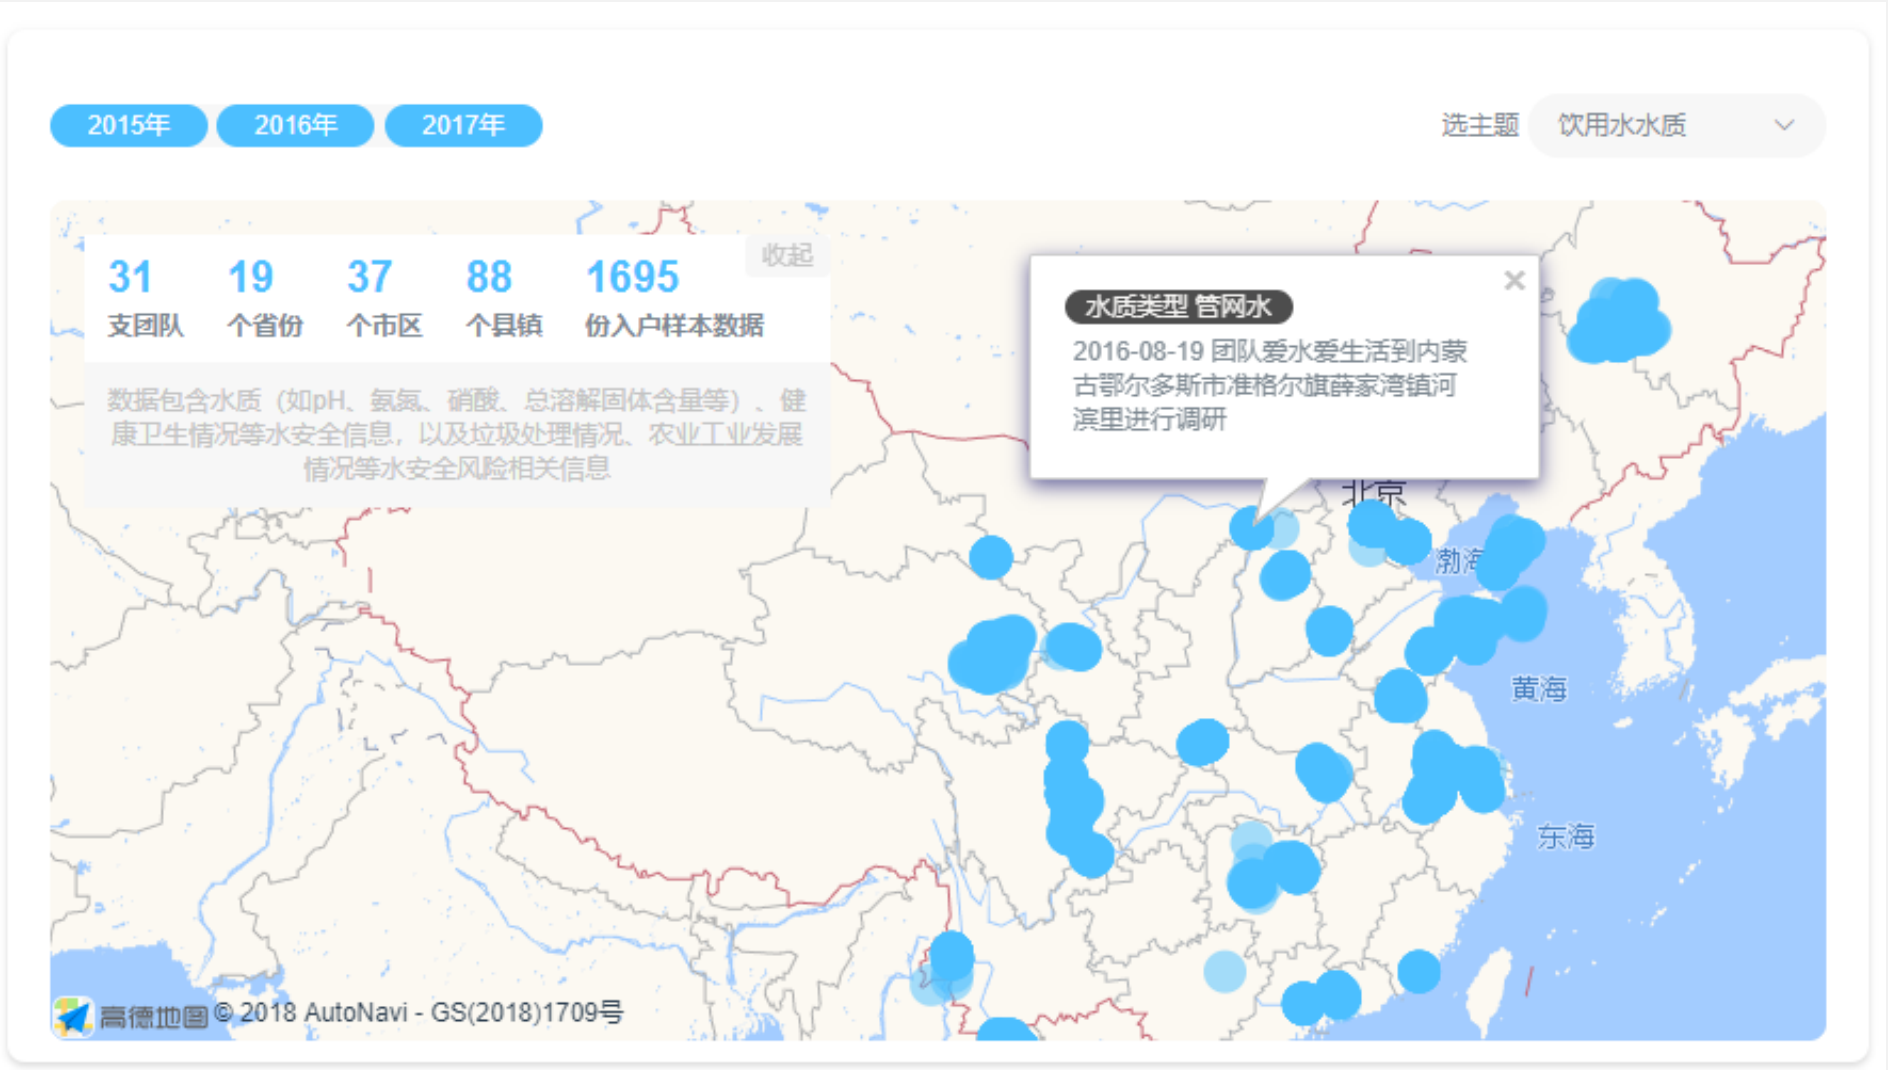 2015年 2016年 2017年
选主题 饮用水水质
收起
31 19 37 88 1695
支团队 个省份 个市区 个县镇 份入户样本数据
数据包含水质（如pH、氨氮、硝酸、总溶解固体含量等）、健
康卫生情况等水安全信息，以及垃圾处理情况、农业工业发展
情况等水安全风险相关信息
×
水质类型 管网水
2016-08-19 团队爱水爱生活到内蒙
古鄂尔多斯市准格尔旗薛家湾镇河
滨里进行调研
北京
渤海
黄海
东海
高德地图 © 2018 AutoNavi - GS(2018)1709号